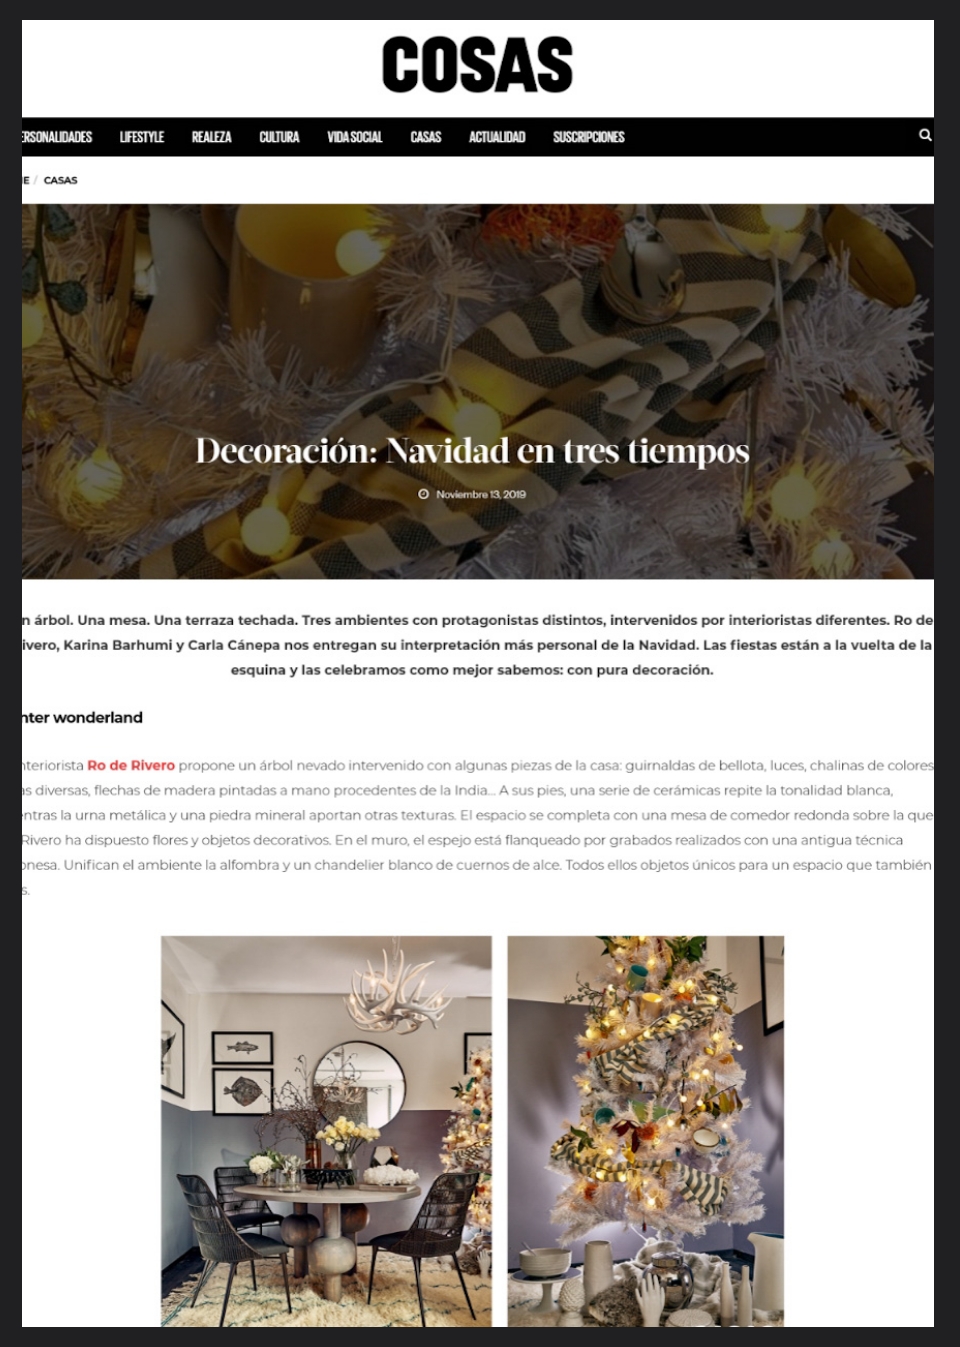 COSAS
ERSONALIDADES LIFESTYLE REALEZA CULTURA VIDA SOCIAL CASAS ACTUALIDAD SUSCRIPCIONES
E / CASAS
Decoración: Navidad en tres tiempos
Noviembre 13, 2019
n árbol. Una mesa. Una terraza techada. Tres ambientes con protagonistas distintos, intervenidos por interioristas diferentes. Ro de
ivero, Karina Barhumi y Carla Cánepa nos entregan su interpretación más personal de la Navidad. Las fiestas están a la vuelta de la
esquina y las celebramos como mejor sabemos: con pura decoración.
nter wonderland
nteriorista Ro de Rivero propone un árbol nevado intervenido con algunas piezas de la casa: guirnaldas de bellota, luces, chalinas de colores
as diversas, flechas de madera pintadas a mano procedentes de la India... A sus pies, una serie de cerámicas repite la tonalidad blanca,
entras la urna metálica y una piedra mineral aportan otras texturas. El espacio se completa con una mesa de comedor redonda sobre la que
Rivero ha dispuesto flores y objetos decorativos. En el muro, el espejo está flanqueado por grabados realizados con una antigua técnica
onesa. Unifican el ambiente la alfombra y un chandelier blanco de cuernos de alce. Todos ellos objetos únicos para un espacio que también
s.